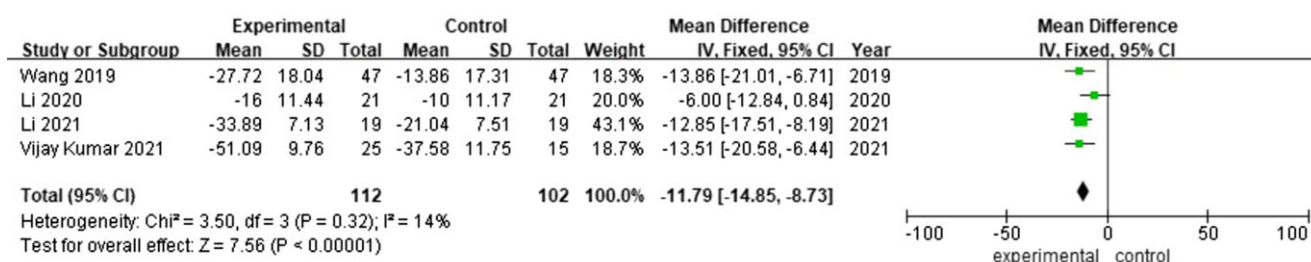 Experimental Control Mean Difference Mean Difference
Study or Subgroup Mean SD Total Mean SD Total Weight IV, Fixed, 95% CI Year IV, Fixed, 95% CI
Wang 2019 -27.72 18.04 47 -13.86 17.31 47 18.3% -13.86 [-21.01, -6.71] 2019
Li 2020 -16 11.44 21 -10 11.17 21 20.0% -6.00 [-12.84, 0.84] 2020
Li 2021 -33.89 7.13 19 -21.04 7.51 19 43.1% -12.85 [-17.51, -8.19] 2021
Vijay Kumar 2021 -51.09 9.76 25 -37.58 11.75 15 18.7% -13.51 [-20.58, -6.44] 2021
Total (95% CI) 112 102 100.0% -11.79 [-14.85, -8.73]
Heterogeneity: Chi² = 3.50, df = 3 (P = 0.32); I² = 14%
Test for overall effect: Z = 7.56 (P < 0.00001)
-100 -50 0 50 100
experimental control